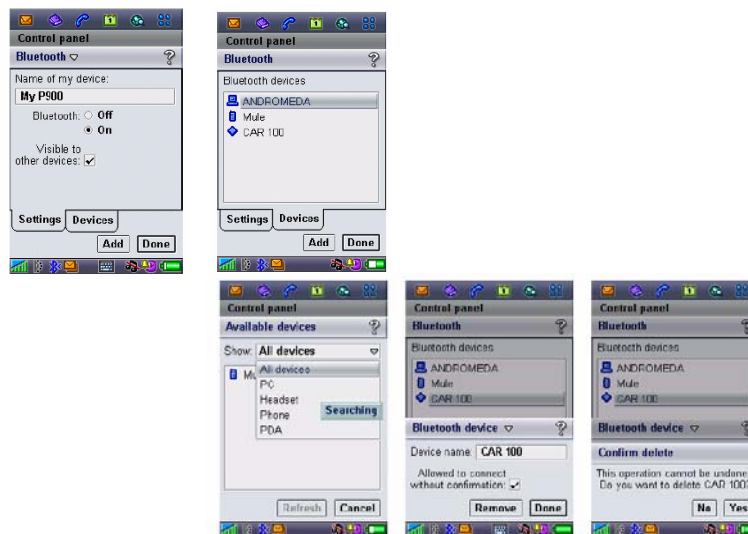 Control panel
Bluetooth
Name of my device:
My P900
Bluetooth: Off
On
Visible to
other devices:
Settings Devices
Add Done
Control panel
Bluetooth
Bluetooth devices
ANDROMEDA
Mule
CAR 100
Settings Devices
Add Done
Control panel
Available devices
Show: All devices
All devices
PC
Headset
Phone
PDA
Searching
Refresh Cancel
Control panel
Bluetooth
Bluetooth devices
ANDROMEDA
Mule
CAR 100
Bluetooth device
Device name: CAR 100
Allowed to connect
without confirmation:
Remove Done
Control panel
Bluetooth
Bluetooth devices
ANDROMEDA
Mule
CAR 100
Bluetooth device
Confirm delete
This operation cannot be undone.
Do you want to delete CAR 100?
No Yes